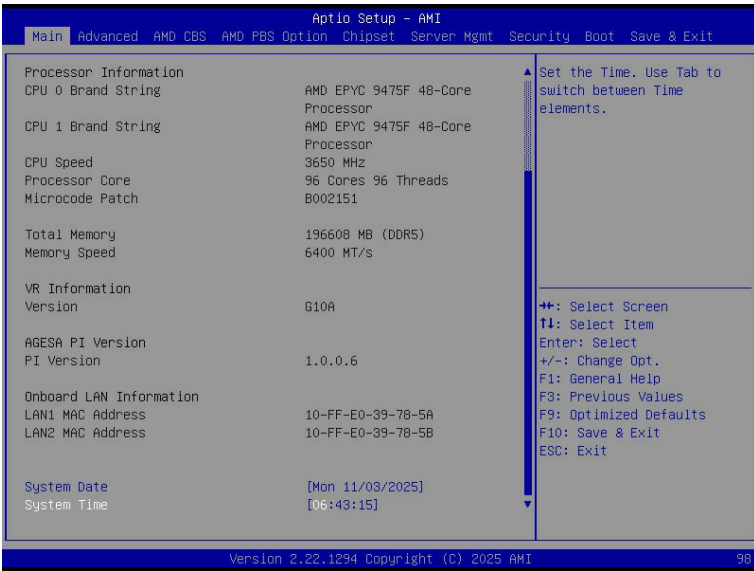 Aptio Setup – AMI
Main Advanced AMD CBS AMD PBS Option Chipset Server Mgmt Security Boot Save & Exit
Processor Information
CPU 0 Brand String AMD EPYC 9475F 48-Core
Processor
CPU 1 Brand String AMD EPYC 9475F 48-Core
Processor
CPU Speed 3650 MHz
Processor Core 96 Cores 96 Threads
Microcode Patch B002151
Total Memory 196608 MB (DDR5)
Memory Speed 6400 MT/s
VR Information
Version G10A
AGESA PI Version
PI Version 1.0.0.6
Onboard LAN Information
LAN1 MAC Address 10-FF-E0-39-78-5A
LAN2 MAC Address 10-FF-E0-39-78-5B
System Date [Mon 11/03/2025]
System Time [06:43:15]
Set the Time. Use Tab to
switch between Time
elements.
→←: Select Screen
↑↓: Select Item
Enter: Select
+/-: Change Opt.
F1: General Help
F3: Previous Values
F9: Optimized Defaults
F10: Save & Exit
ESC: Exit
Version 2.22.1294 Copyright (C) 2025 AMI
98